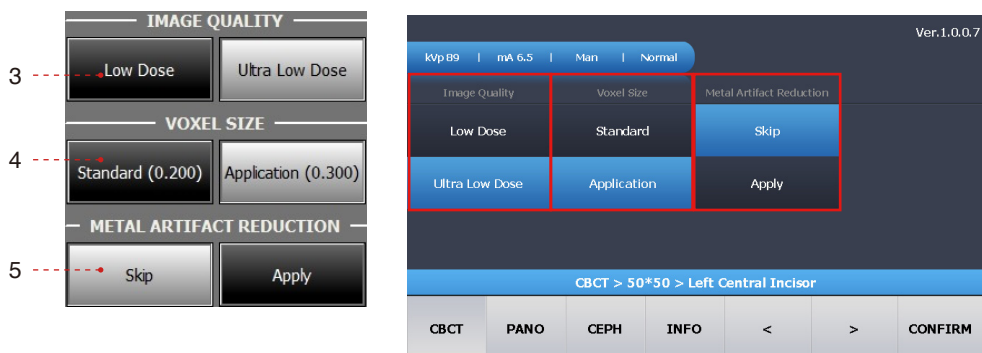 IMAGE QUALITY
3
Low Dose
Ultra Low Dose
VOXEL SIZE
4
Standard (0.200)
Application (0.300)
METAL ARTIFACT REDUCTION
5
Skip
Apply
Ver.1.0.0.7
kVp 89 | mA 6.5 | Man | Normal
Image Quality
Voxel Size
Metal Artifact Reduction
Low Dose
Standard
Skip
Ultra Low Dose
Application
Apply
CBCT > 50*50 > Left Central Incisor
CBCT
PANO
CEPH
INFO
<
>
CONFIRM